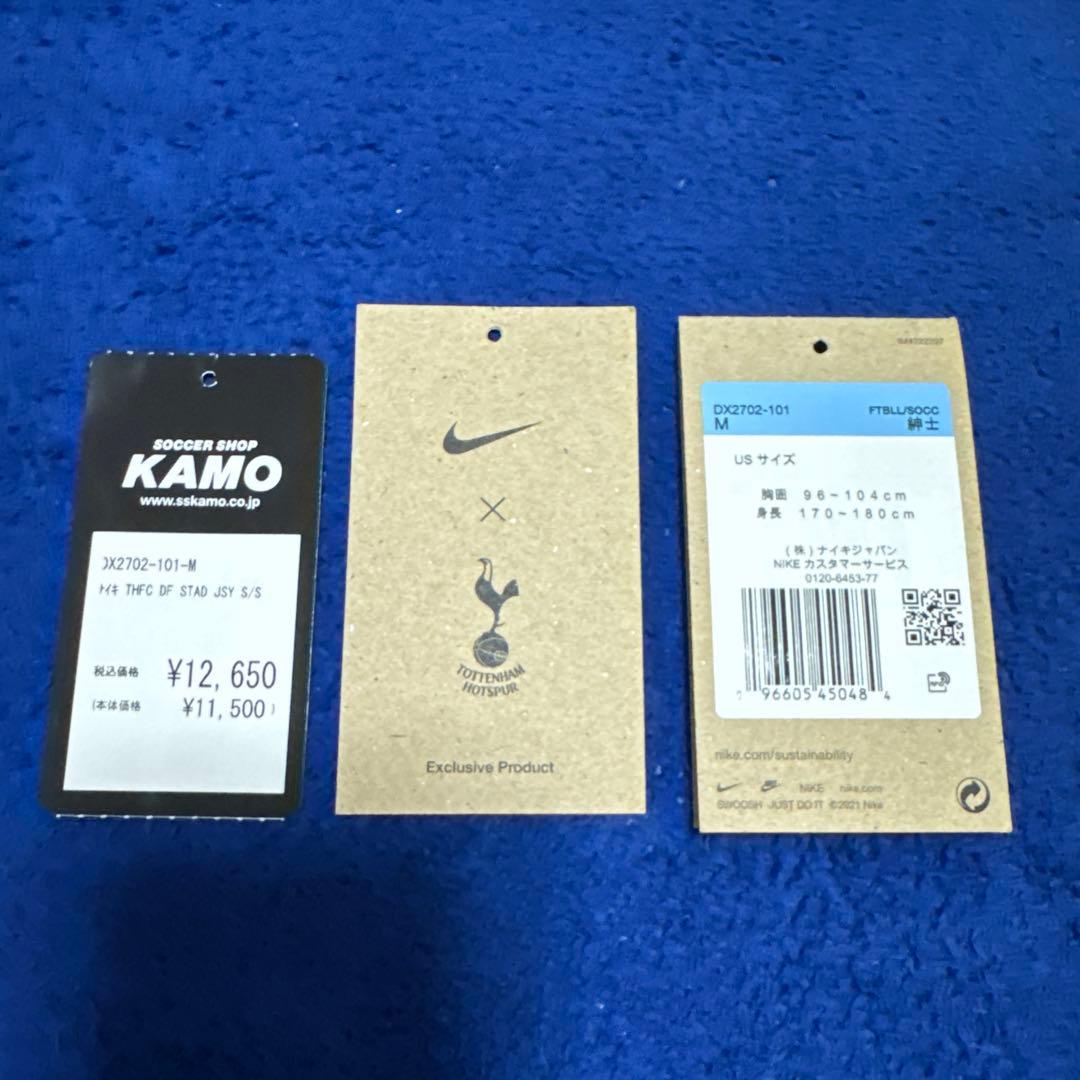 SOCCER SHOP
KAMO
www.sskamo.co.jp
DX2702-101-M
ﾅｲｷ THFC DF STAD JSY S/S
税込価格 ¥12,650
(本体価格 ¥11,500)
×
TOTTENHAM
HOTSPUR
Exclusive Product
DX2702-101 FTBLL/SOCC
M 紳士
US サイズ
胸囲 96~104cm
身長 170~180cm
(株)ナイキジャパン
NIKE カスタマーサービス
0120-6453-77
96605 45048 4
nike.com/sustainability
NIKE nike.com
SWOOSH JUST DO IT ©2021 Nike